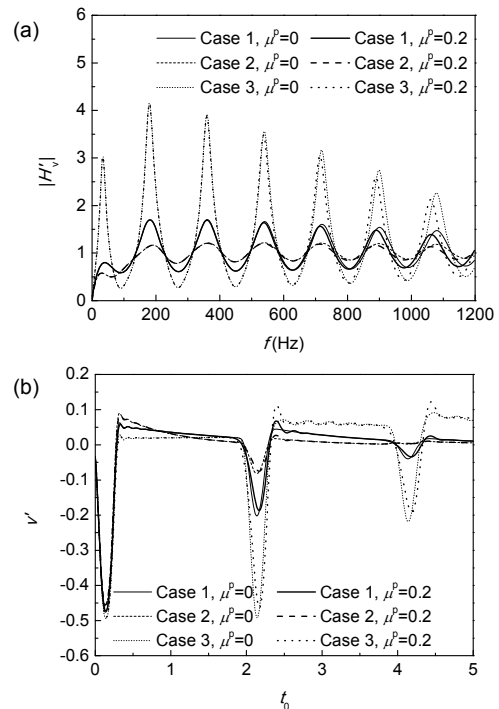 (a)
Case 1, μᵖ=0 Case 1, μᵖ=0.2
Case 2, μᵖ=0 Case 2, μᵖ=0.2
Case 3, μᵖ=0 Case 3, μᵖ=0.2
6
5
4
3
2
1
0
|H′ᵥ|
0 200 400 600 800 1000 1200
f(Hz)
(b)
0.2
0.1
0.0
-0.1
-0.2
-0.3
-0.4
-0.5
-0.6
v′
Case 1, μᵖ=0 Case 1, μᵖ=0.2
Case 2, μᵖ=0 Case 2, μᵖ=0.2
Case 3, μᵖ=0 Case 3, μᵖ=0.2
0 1 2 3 4 5
t₀